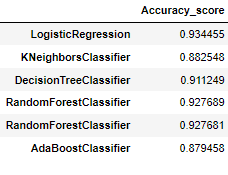 Accuracy_score
LogisticRegression 0.934455
KNeighborsClassifier 0.882548
DecisionTreeClassifier 0.911249
RandomForestClassifier 0.927689
RandomForestClassifier 0.927681
AdaBoostClassifier 0.879458